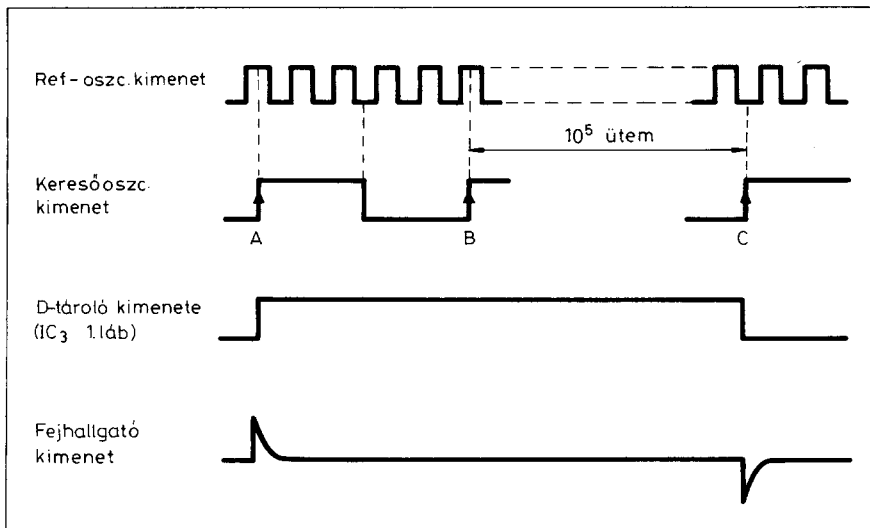 Ref-oszc. kimenet
10⁵ ütem
Keresőoszc.
kimenet
A
B
C
D-tároló kimenete
(IC₃ 1. láb)
Fejhallgató
kimenet